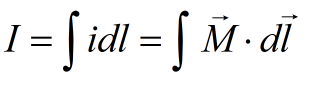 I = ∫ idl = ∫ M⃗ · dl⃗